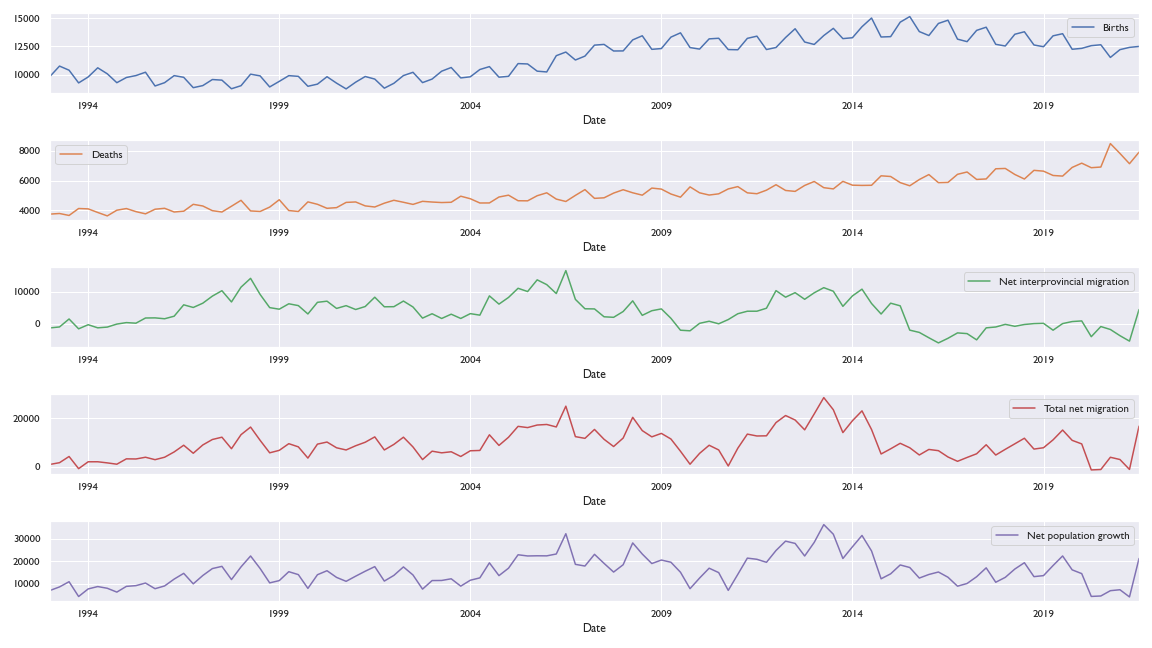 15000
12500
10000
Births
1994 1999 2004 2009 2014 2019
Date
8000
6000
4000
Deaths
1994 1999 2004 2009 2014 2019
Date
10000
0
Net interprovincial migration
1994 1999 2004 2009 2014 2019
Date
20000
0
Total net migration
1994 1999 2004 2009 2014 2019
Date
30000
20000
10000
Net population growth
1994 1999 2004 2009 2014 2019
Date